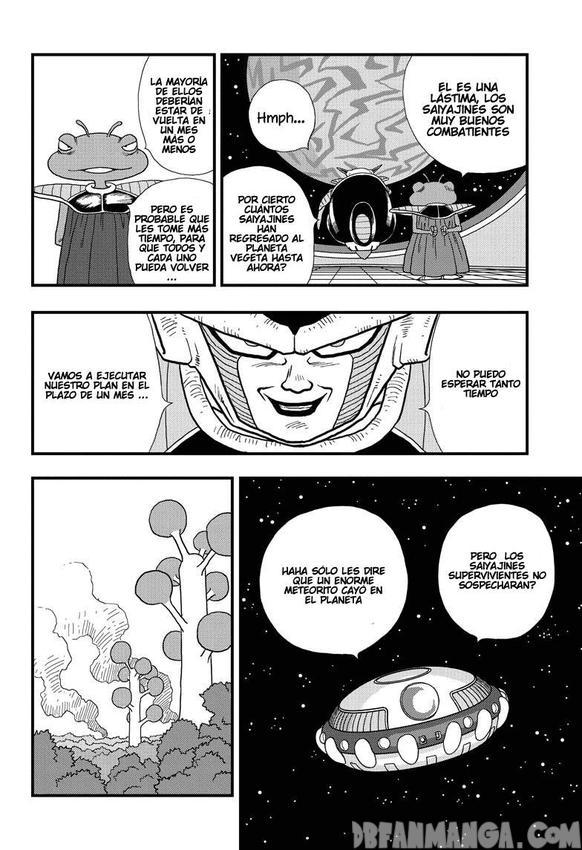 EL ES UNA
LÁSTIMA, LOS
SAIYAJINES SON
MUY BUENOS
COMBATIENTES
Hmph...
POR CIERTO
CUÁNTOS
SAIYAJINES
HAN
REGRESADO AL
PLANETA
VEGETA HASTA
AHORA?
LA MAYORÍA
DE ELLOS
DEBERÍAN
ESTAR DE
VUELTA EN
UN MES MÁS
O MENOS
PERO ES
PROBABLE QUE
LES TOME MÁS
TIEMPO, PARA
QUE TODOS Y
CADA UNO
PUEDA VOLVER
...
NO PUEDO
ESPERAR TANTO
TIEMPO
VAMOS A EJECUTAR
NUESTRO PLAN EN EL
PLAZO DE UN MES ...
PERO LOS
SAIYAJINES
SUPERVIVIENTES NO
SOSPECHARAN?
HAHA SÓLO LES DIRE
QUE UN ENORME
METEORITO CAYO EN
EL PLANETA
DBFANMANGA.COM